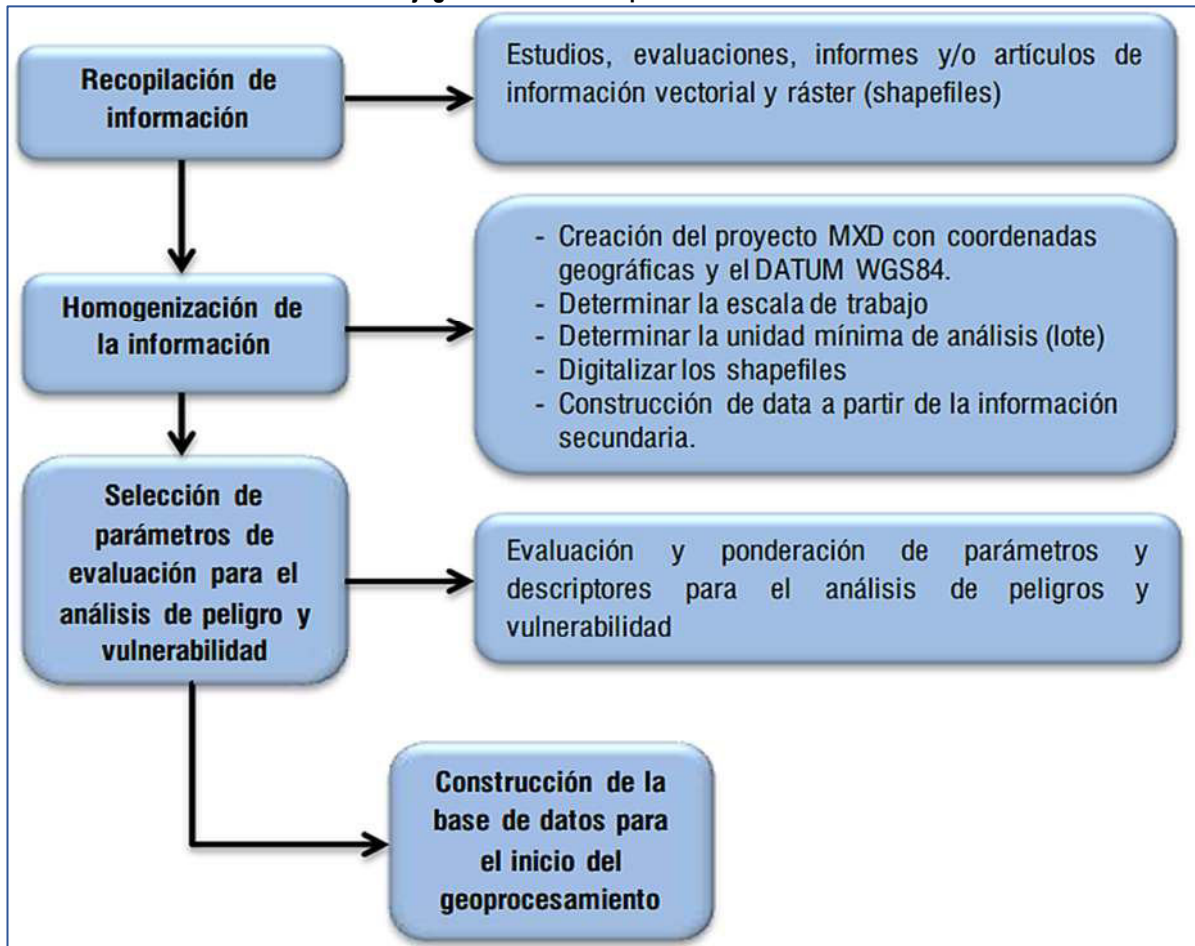 Recopilación de
información
Estudios, evaluaciones, informes y/o artículos de
información vectorial y ráster (shapefiles)
Homogenización de
la información
- Creación del proyecto MXD con coordenadas
geográficas y el DATUM WGS84.
- Determinar la escala de trabajo
- Determinar la unidad mínima de análisis (lote)
- Digitalizar los shapefiles
- Construcción de data a partir de la información
secundaria.
Selección de
parámetros de
evaluación para el
análisis de peligro y
vulnerabilidad
Evaluación y ponderación de parámetros y
descriptores para el análisis de peligros y
vulnerabilidad
Construcción de la
base de datos para
el inicio del
geoprocesamiento